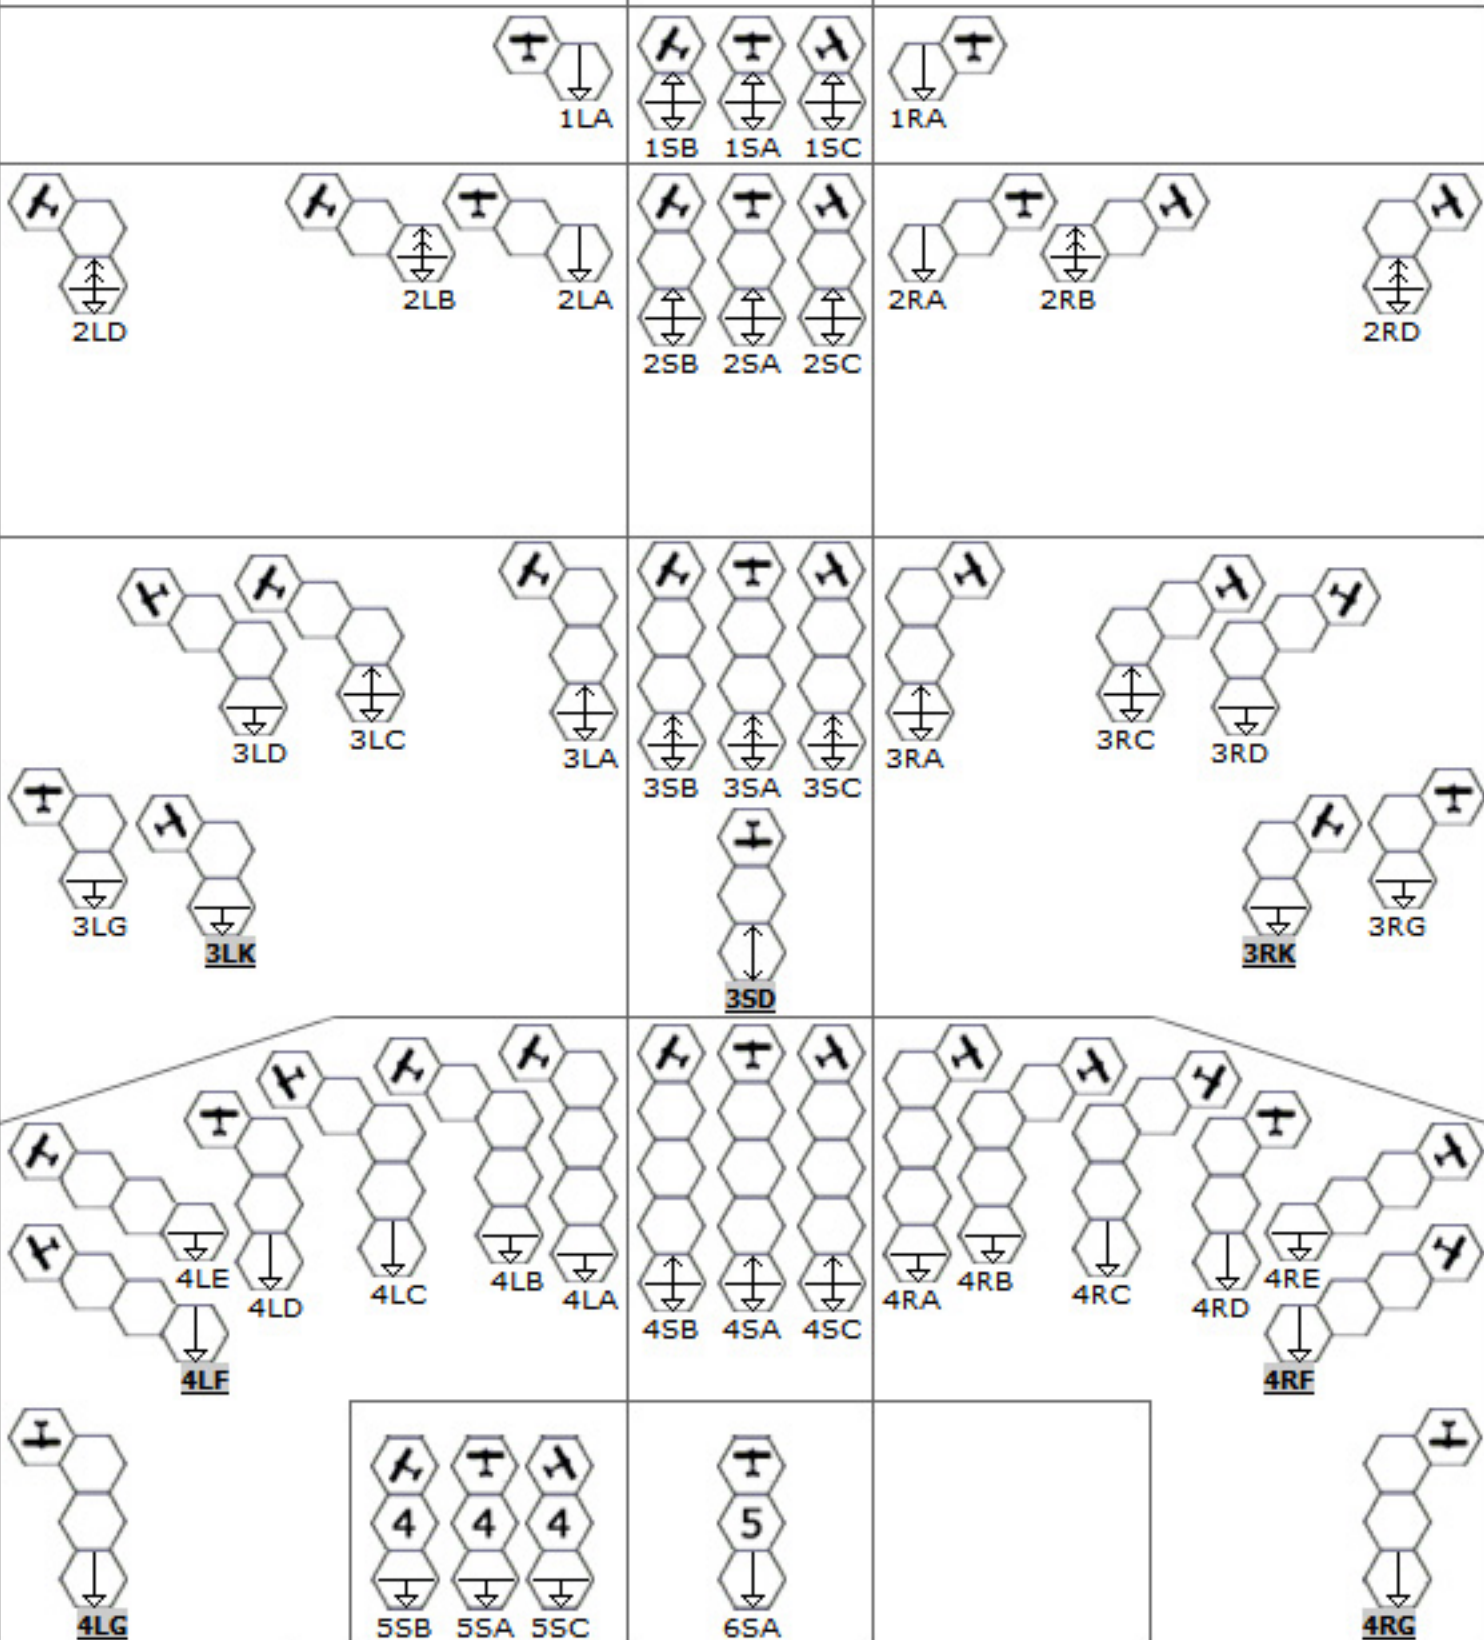 1LA 1SB 1SA 1SC 1RA
2LD 2LB 2LA 2SB 2SA 2SC 2RA 2RB 2RD
3LD 3LC 3LA 3SB 3SA 3SC 3RA 3RC 3RD
3LG 3LK 3SD 3RK 3RG
4LE 4LD 4LC 4LB 4LA 4SB 4SA 4SC 4RA 4RB 4RC 4RD 4RE
4LF 4RF
4 4 4 5
4LG 5SB 5SA 5SC 6SA 4RG